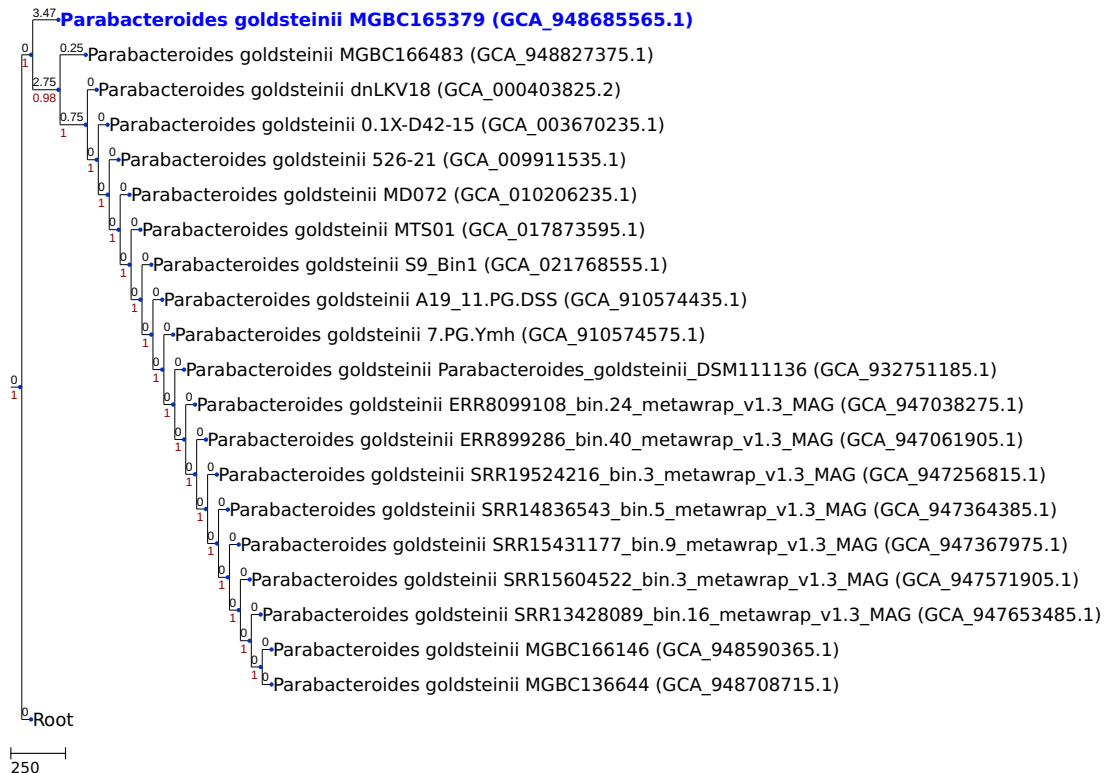 3.47 Parabacteroides goldsteinii MGBC165379 (GCA_948685565.1)
0 0.25 Parabacteroides goldsteinii MGBC166483 (GCA_948827375.1)
1
2.75 0 Parabacteroides goldsteinii dnLKV18 (GCA_000403825.2)
0.98
0.75 0 Parabacteroides goldsteinii 0.1X-D42-15 (GCA_003670235.1)
1
0 0 Parabacteroides goldsteinii 526-21 (GCA_009911535.1)
1
0 0 Parabacteroides goldsteinii MD072 (GCA_010206235.1)
1
0 0 Parabacteroides goldsteinii MTS01 (GCA_017873595.1)
1
0 0 Parabacteroides goldsteinii S9_Bin1 (GCA_021768555.1)
1
0 0 Parabacteroides goldsteinii A19_11.PG.DSS (GCA_910574435.1)
1
0 0 Parabacteroides goldsteinii 7.PG.Ymh (GCA_910574575.1)
1
0 0 Parabacteroides goldsteinii Parabacteroides_goldsteinii_DSM111136 (GCA_932751185.1)
1
0
1
0 0 Parabacteroides goldsteinii ERR8099108_bin.24_metawrap_v1.3_MAG (GCA_947038275.1)
1
0 0 Parabacteroides goldsteinii ERR899286_bin.40_metawrap_v1.3_MAG (GCA_947061905.1)
1
0 0 Parabacteroides goldsteinii SRR19524216_bin.3_metawrap_v1.3_MAG (GCA_947256815.1)
1
0 0 Parabacteroides goldsteinii SRR14836543_bin.5_metawrap_v1.3_MAG (GCA_947364385.1)
1
0 0 Parabacteroides goldsteinii SRR15431177_bin.9_metawrap_v1.3_MAG (GCA_947367975.1)
1
0 0 Parabacteroides goldsteinii SRR15604522_bin.3_metawrap_v1.3_MAG (GCA_947571905.1)
1
0 0 Parabacteroides goldsteinii SRR13428089_bin.16_metawrap_v1.3_MAG (GCA_947653485.1)
1
0 0 Parabacteroides goldsteinii MGBC166146 (GCA_948590365.1)
1
0 0 Parabacteroides goldsteinii MGBC136644 (GCA_948708715.1)
1
0 Root
250